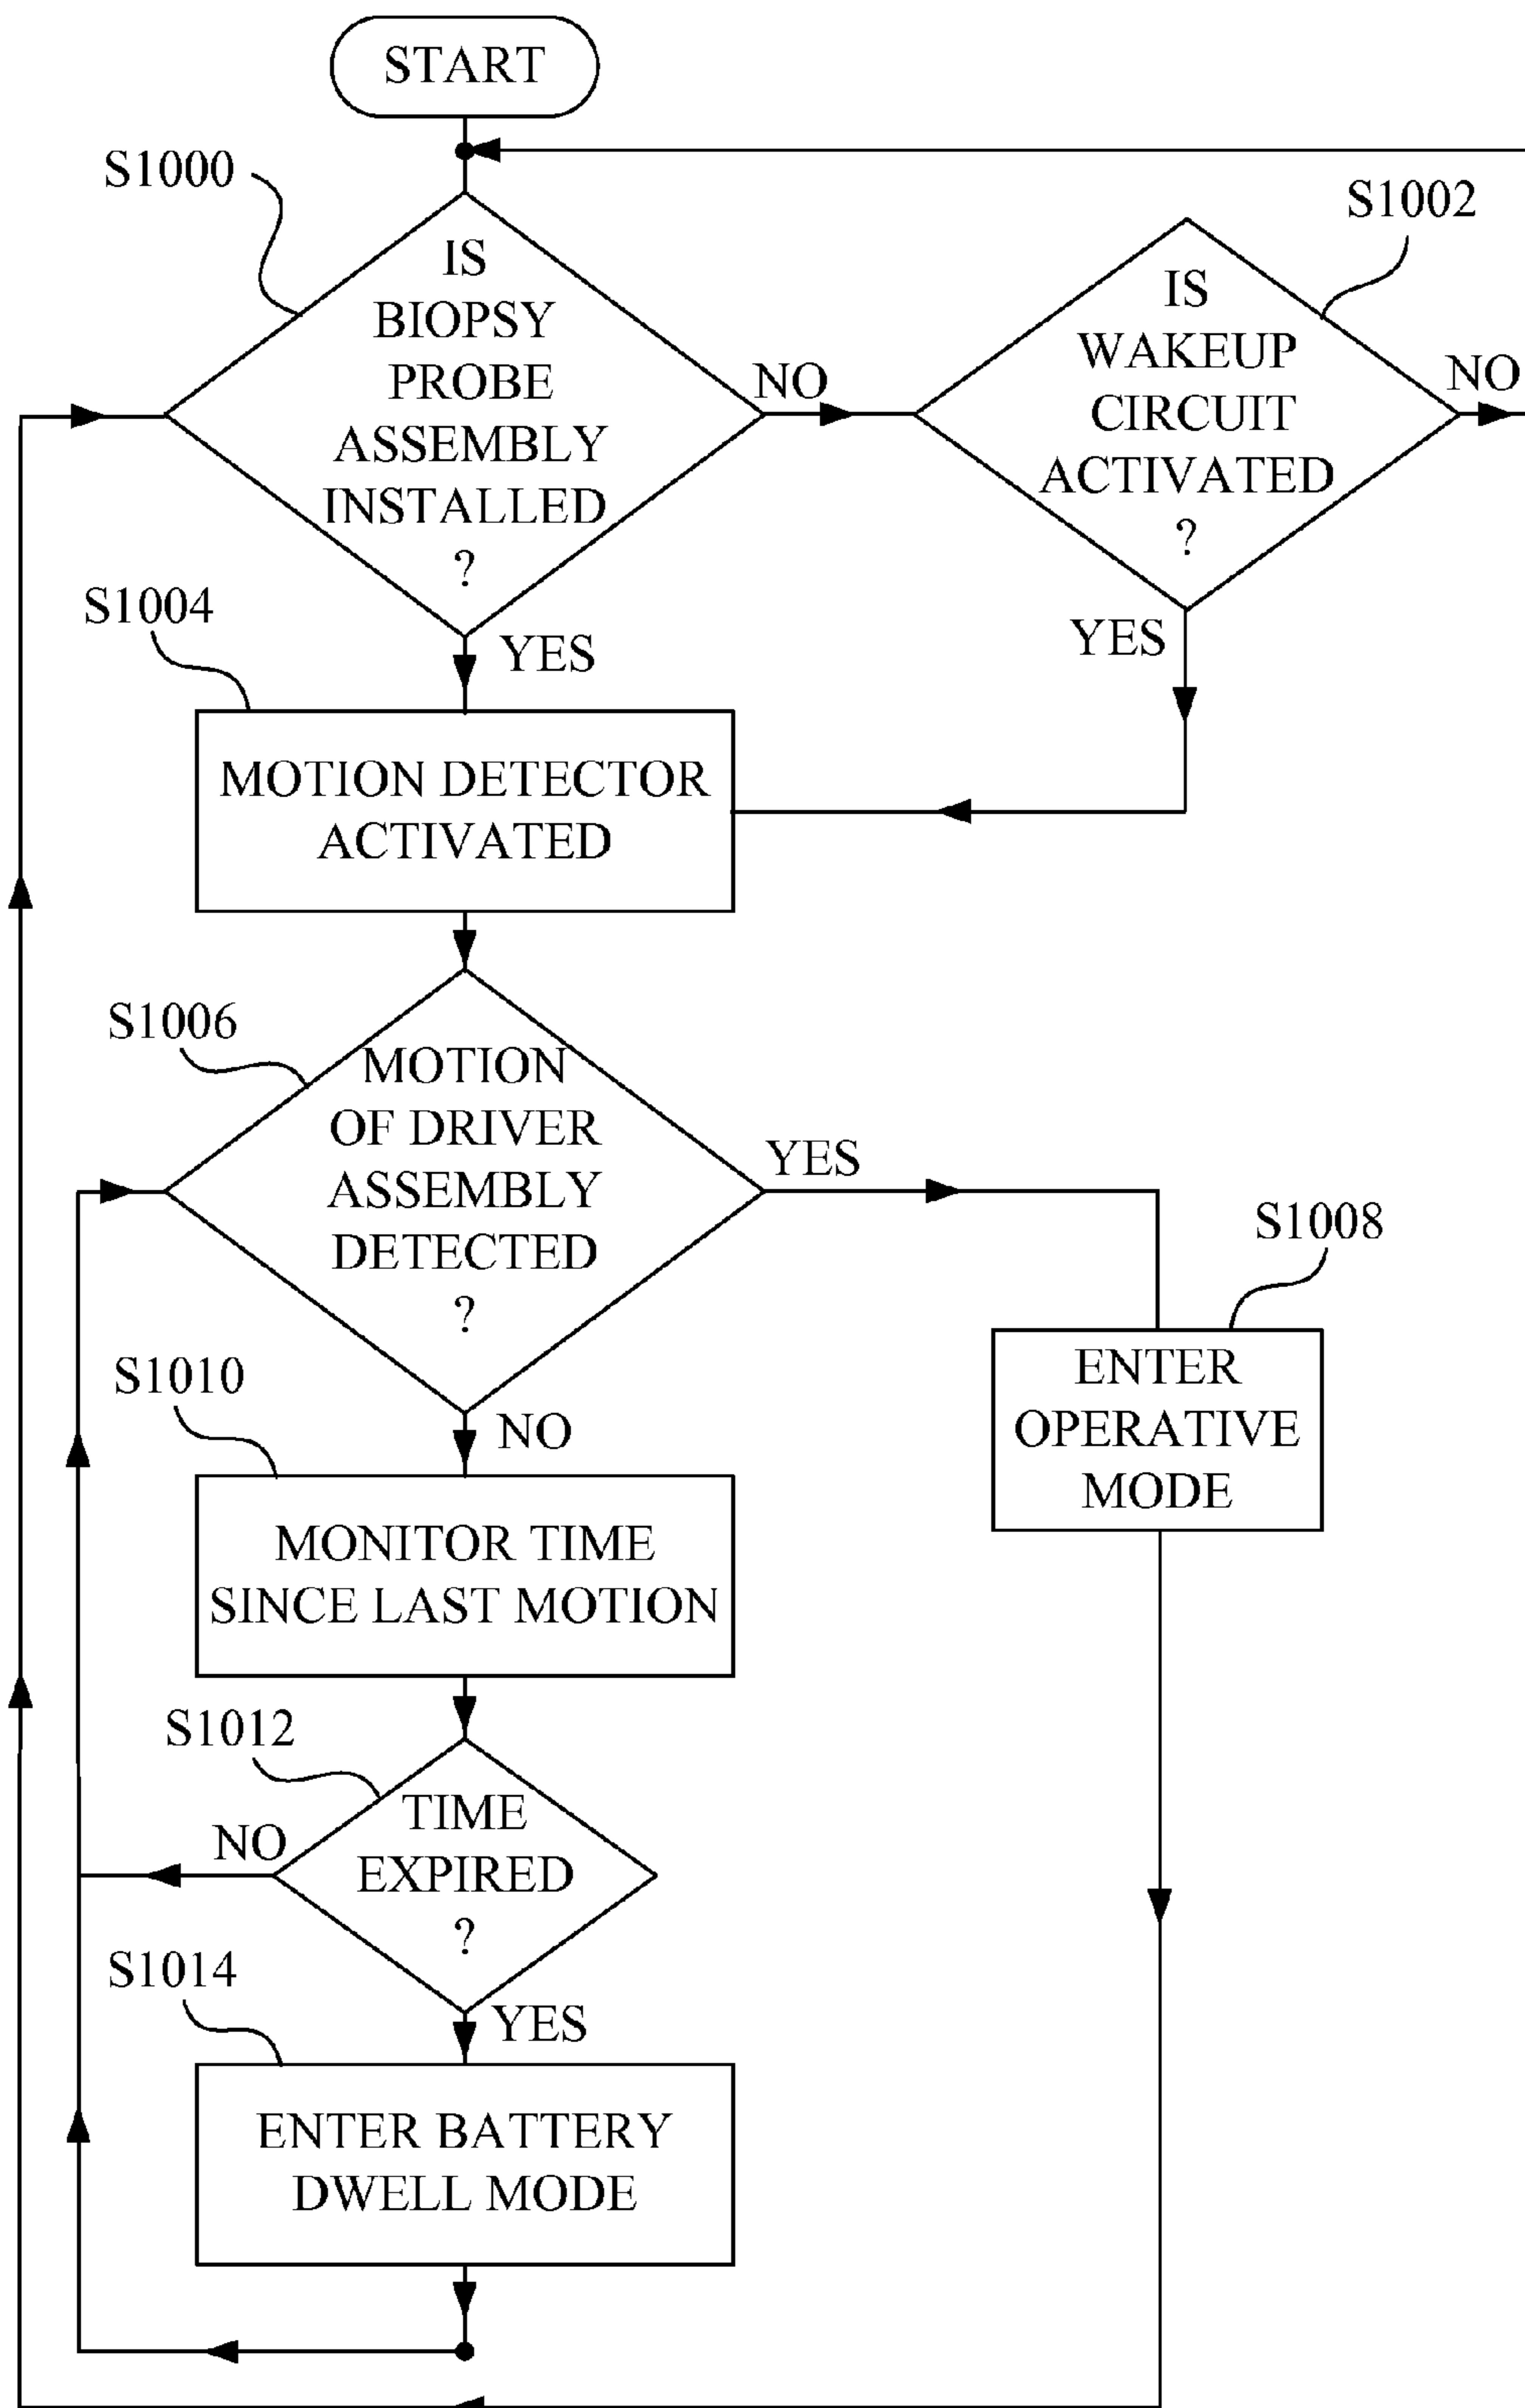 START
S1000
S1002
IS
BIOPSY
PROBE
ASSEMBLY
INSTALLED
?
NO
IS
WAKEUP
CIRCUIT
ACTIVATED
?
NO
YES
YES
S1004
MOTION DETECTOR
ACTIVATED
S1006
MOTION
OF DRIVER
ASSEMBLY
DETECTED
?
YES
S1008
ENTER
OPERATIVE
MODE
NO
S1010
MONITOR TIME
SINCE LAST MOTION
S1012
TIME
EXPIRED
?
NO
YES
S1014
ENTER BATTERY
DWELL MODE